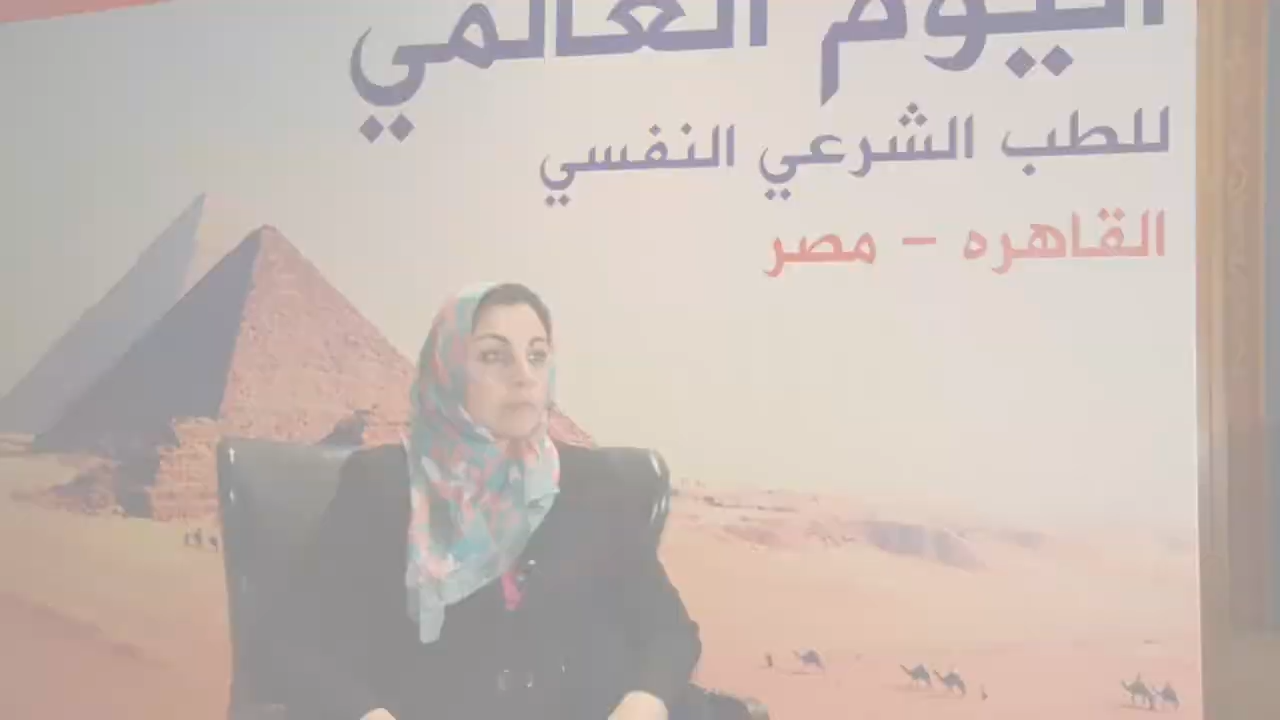 اليوم العالمي
للطب الشرعي النفسي
القاهره - مصر